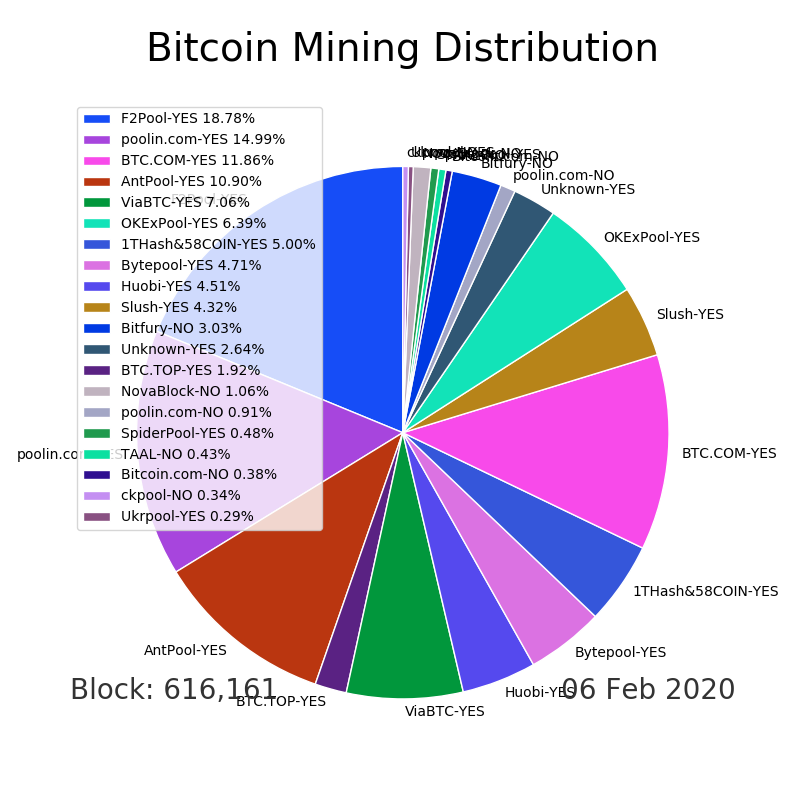 Bitcoin Mining Distribution
F2Pool-YES 18.78%
poolin.com-YES 14.99%
BTC.COM-YES 11.86%
AntPool-YES 10.90%
ViaBTC-YES 7.06%
OKExPool-YES 6.39%
1THash&58COIN-YES 5.00%
Bytepool-YES 4.71%
Huobi-YES 4.51%
Slush-YES 4.32%
Bitfury-NO 3.03%
Unknown-YES 2.64%
BTC.TOP-YES 1.92%
NovaBlock-NO 1.06%
poolin.com-NO 0.91%
SpiderPool-YES 0.48%
TAAL-NO 0.43%
Bitcoin.com-NO 0.38%
ckpool-NO 0.34%
Ukrpool-YES 0.29%
Bitfury-NO
poolin.com-NO
Unknown-YES
OKExPool-YES
Slush-YES
BTC.COM-YES
1THash&58COIN-YES
Bytepool-YES
Huobi-YES
ViaBTC-YES
BTC.TOP-YES
AntPool-YES
poolin.com-YES
F2Pool-YES
Block: 616,161
06 Feb 2020